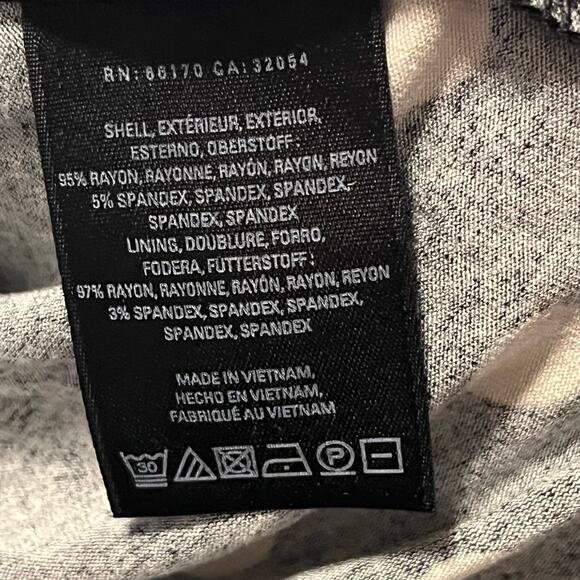 RN: 66170 CA: 32054
SHELL, EXTÉRIEUR, EXTERIOR,
ESTERNO, OBERSTOFF:
95% RAYON, RAYONNE, RAYÓN, RAYON, REYON
5% SPANDEX, SPANDEX, SPANDEX,
SPANDEX, SPANDEX
LINING, DOUBLURE, FORRO,
FODERA, FUTTERSTOFF:
97% RAYON, RAYONNE, RAYÓN, RAYON, REYON
3% SPANDEX, SPANDEX, SPANDEX,
SPANDEX, SPANDEX
MADE IN VIETNAM,
HECHO EN VIETNAM,
FABRIQUÉ AU VIETNAM
30 P